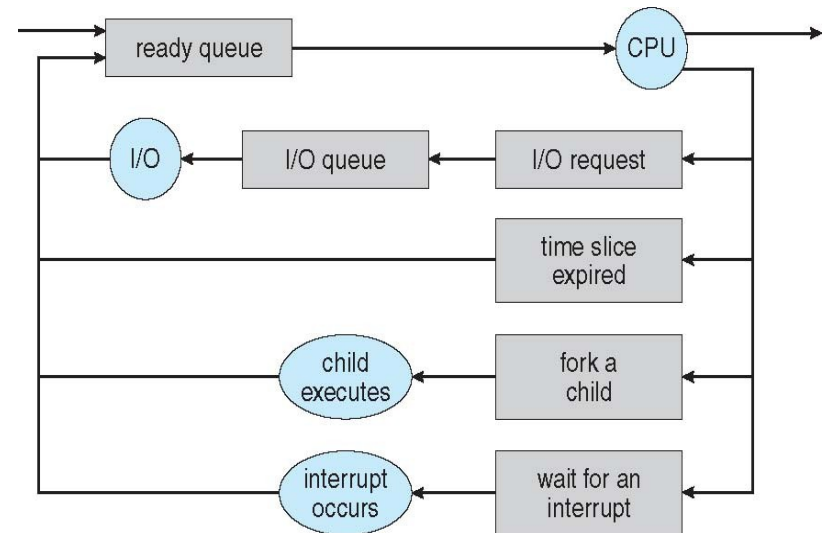 ready queue
CPU
I/O
I/O queue
I/O request
time slice
expired
child
executes
fork a
child
interrupt
occurs
wait for an
interrupt